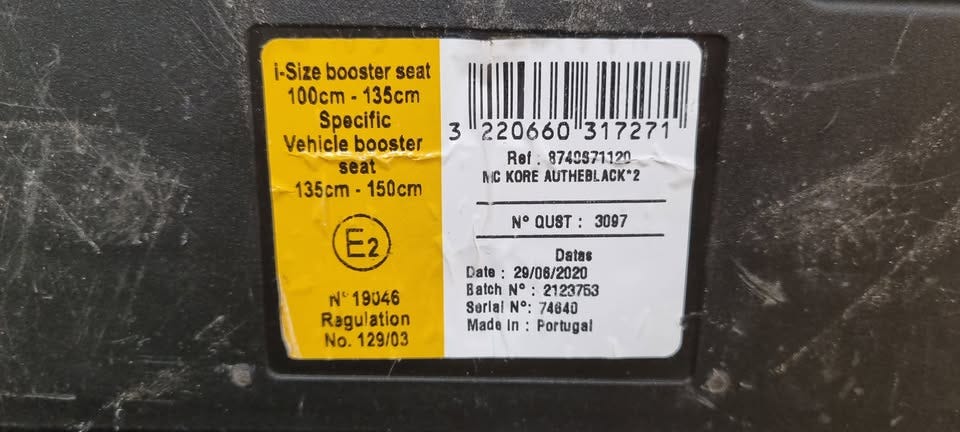 i-Size booster seat
100cm - 135cm
Specific
Vehicle booster
seat
135cm - 150cm
E2
N° 19046
Regulation
No. 129/03
3 220660 317271
Ref : 8740671120
MC KORE AUTHEBLACK*2
N° QUST : 3097
Datas
Date : 29/06/2020
Batch N° : 2123753
Serial N°: 74640
Made in : Portugal